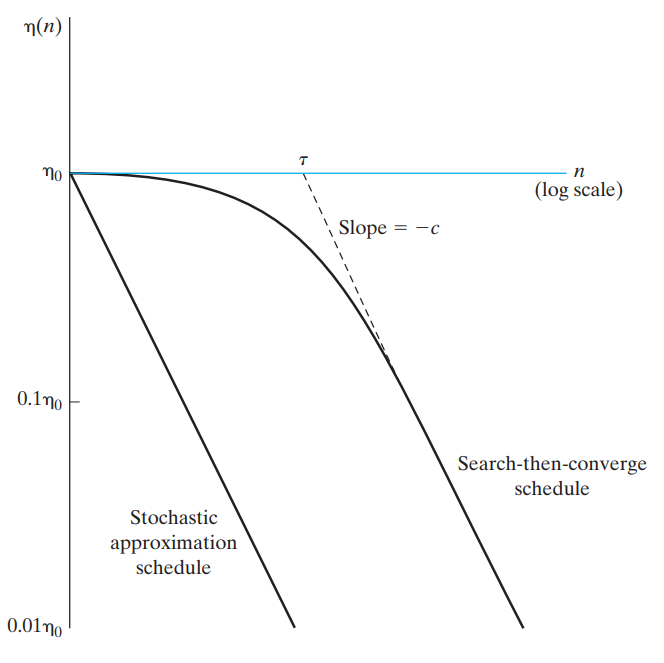 η(n)
τ
η₀
n
(log scale)
Slope = −c
0.1η₀
Search-then-converge
schedule
Stochastic
approximation
schedule
0.01η₀